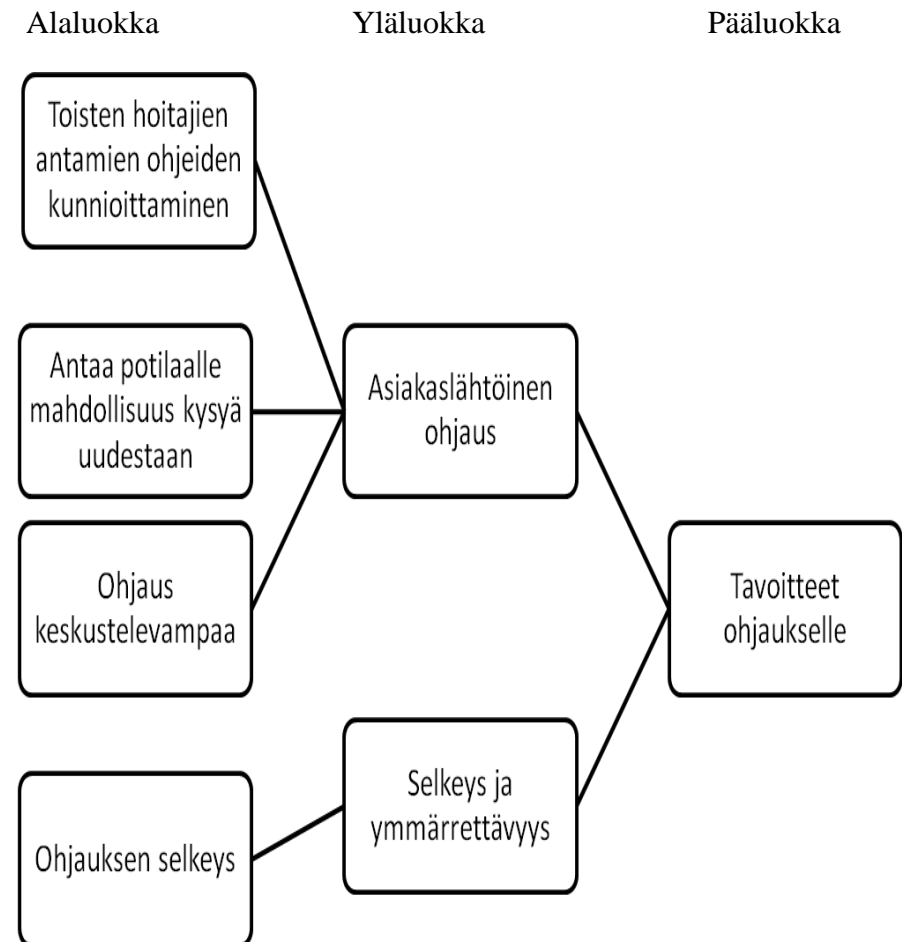 Alaluokka Yläluokka Pääluokka
Toisten hoitajien
antamien ohjeiden
kunnioittaminen
Antaa potilaalle
mahdollisuus kysyä
uudestaan
Asiakaslähtöinen
ohjaus
Ohjaus
keskustelevampaa
Tavoitteet
ohjaukselle
Selkeys ja
ymmärrettävyys
Ohjauksen selkeys